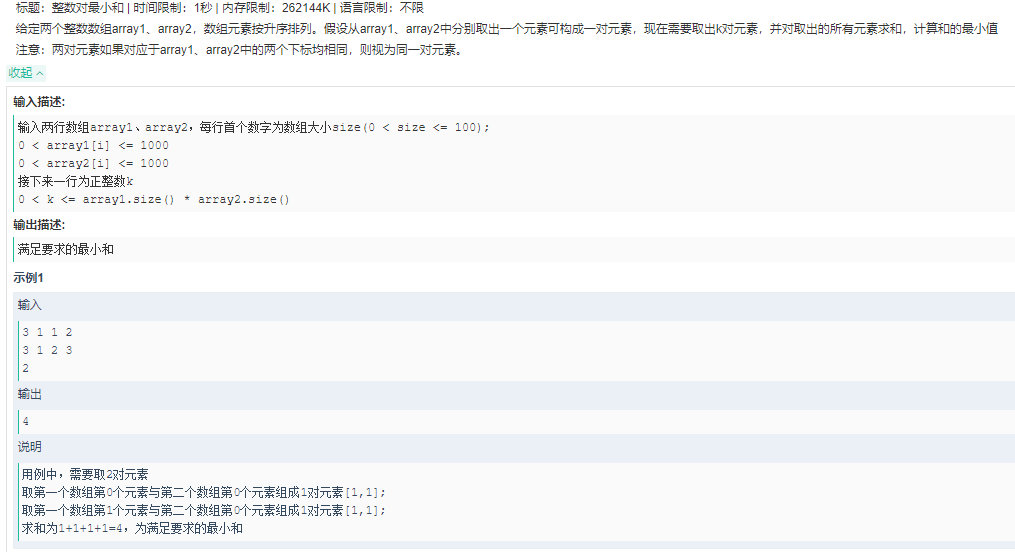 标题：整数对最小和 | 时间限制：1秒 | 内存限制：262144K | 语言限制：不限
给定两个整数数组array1、array2，数组元素按升序排列。假设从array1、array2中分别取出一个元素可构成一对元素，现在需要取出k对元素，并对取出的所有元素求和，计算和的最小值
注意：两对元素如果对应于array1、array2中的两个下标均相同，则视为同一对元素。
收起
输入描述:
输入两行数组array1、array2，每行首个数字为数组大小size(0 < size <= 100);
0 < array1[i] <= 1000
0 < array2[i] <= 1000
接下来一行为正整数k
0 < k <= array1.size() * array2.size()
输出描述:
满足要求的最小和
示例1
输入
3 1 1 2
3 1 2 3
2
输出
4
说明
用例中，需要取2对元素
取第一个数组第0个元素与第二个数组第0个元素组成1对元素[1,1];
取第一个数组第1个元素与第二个数组第0个元素组成1对元素[1,1];
求和为1+1+1+1=4，为满足要求的最小和